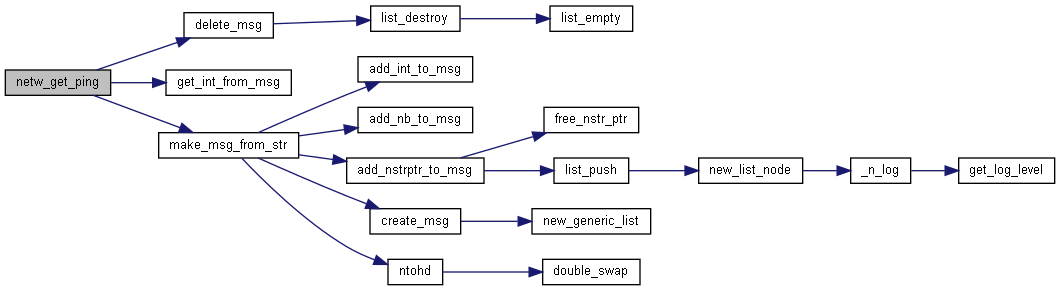 netw_get_ping
delete_msg
list_destroy
list_empty
get_int_from_msg
make_msg_from_str
add_int_to_msg
add_nb_to_msg
add_nstrptr_to_msg
free_nstr_ptr
list_push
new_list_node
_n_log
get_log_level
create_msg
new_generic_list
ntohd
double_swap